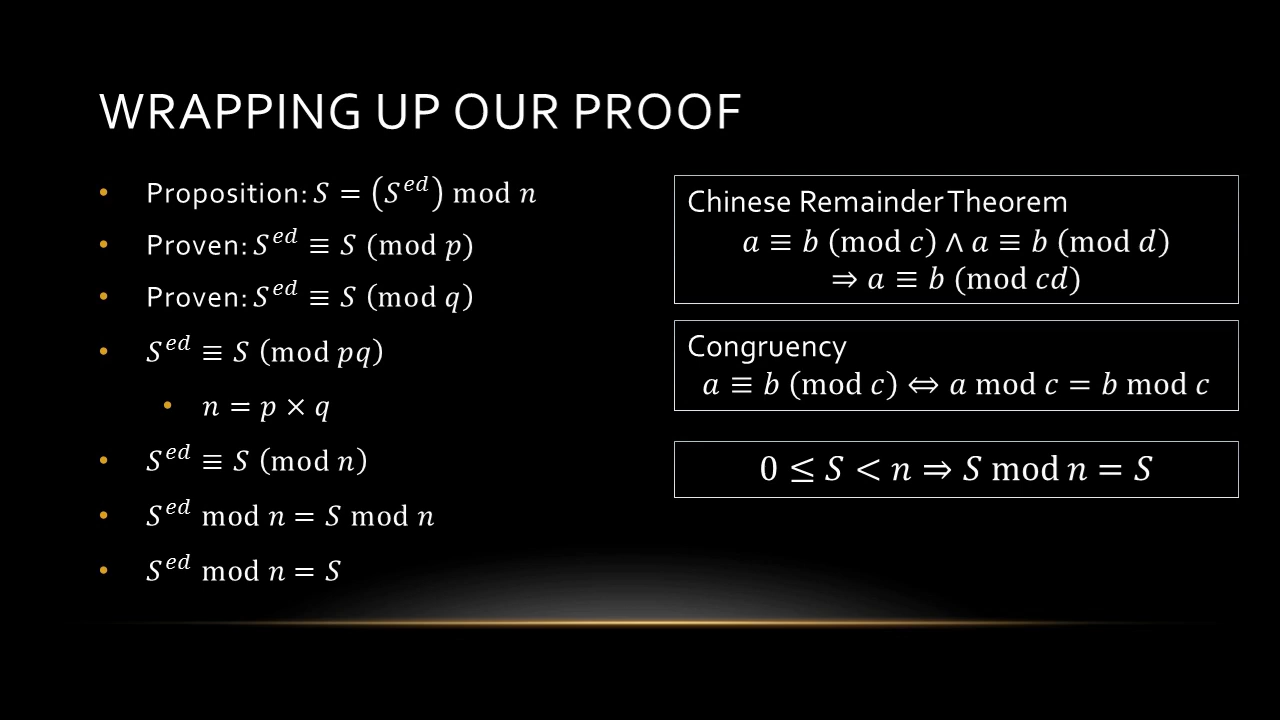 WRAPPING UP OUR PROOF
• Proposition: 𝑆 = (𝑆^{𝑒𝑑}) mod 𝑛
• Proven: 𝑆^{𝑒𝑑} ≡ 𝑆 (mod 𝑝)
• Proven: 𝑆^{𝑒𝑑} ≡ 𝑆 (mod 𝑞)
• 𝑆^{𝑒𝑑} ≡ 𝑆 (mod 𝑝𝑞)
• 𝑛 = 𝑝 × 𝑞
• 𝑆^{𝑒𝑑} ≡ 𝑆 (mod 𝑛)
• 𝑆^{𝑒𝑑} mod 𝑛 = 𝑆 mod 𝑛
• 𝑆^{𝑒𝑑} mod 𝑛 = 𝑆
Chinese Remainder Theorem
𝑎 ≡ 𝑏 (mod 𝑐) ∧ 𝑎 ≡ 𝑏 (mod 𝑑)
⇒ 𝑎 ≡ 𝑏 (mod 𝑐𝑑)
Congruency
𝑎 ≡ 𝑏 (mod 𝑐) ⇔ 𝑎 mod 𝑐 = 𝑏 mod 𝑐
0 ≤ 𝑆 < 𝑛 ⇒ 𝑆 mod 𝑛 = 𝑆